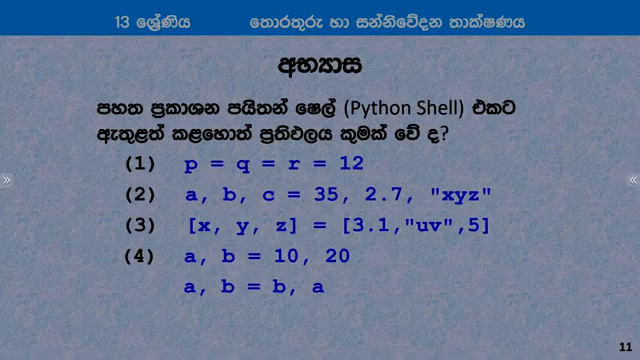 13 ශ්‍රේණිය තොරතුරු හා සන්නිවේදන තාක්ෂණය
අභ්‍යාස
පහත ප්‍රකාශන පයිතන් ෂෙල් (Python Shell) එකට
ඇතුළත් කළහොත් ප්‍රතිඵලය කුමක් වේ ද?
(1) p = q = r = 12
(2) a, b, c = 35, 2.7, "xyz"
(3) [x, y, z] = [3.1,"uv",5]
(4) a, b = 10, 20
a, b = b, a
11